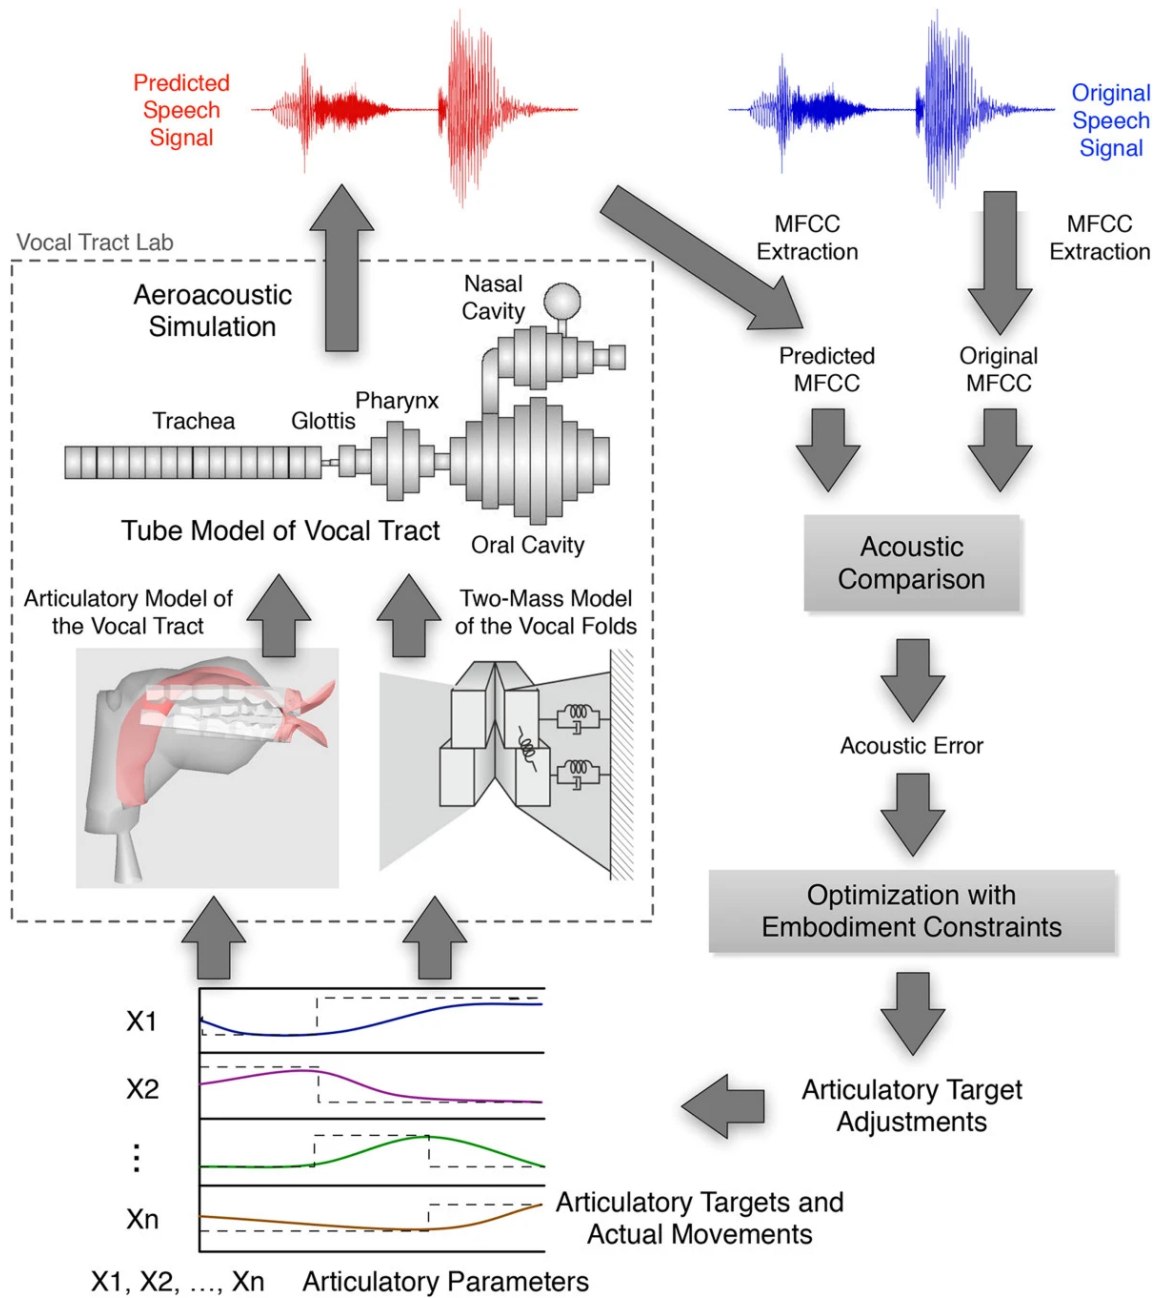 Predicted
Speech
Signal
Original
Speech
Signal
MFCC
Extraction
MFCC
Extraction
Vocal Tract Lab
Aeroacoustic
Simulation
Nasal
Cavity
Predicted
MFCC
Original
MFCC
Trachea
Glottis
Pharynx
Tube Model of Vocal Tract
Oral Cavity
Acoustic
Comparison
Articulatory Model of
the Vocal Tract
Two-Mass Model
of the Vocal Folds
Acoustic Error
Optimization with
Embodiment Constraints
X1
X2
⋮
Xn
Articulatory Target
Adjustments
Articulatory Targets and
Actual Movements
X1, X2, ..., Xn Articulatory Parameters